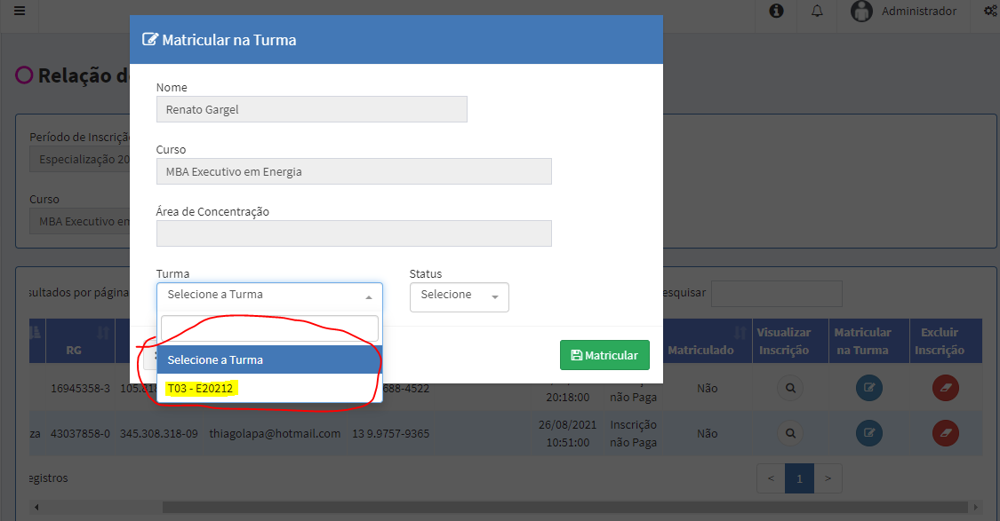 Administrador
Matricular na Turma
Relação d
Nome
Renato Gargel
Período de Inscriçã
Especialização 20
Curso
MBA Executivo em Energia
Curso
MBA Executivo em
Área de Concentração
Turma
Status
Selecione a Turma
Selecione
sultados por página
esquisar
Selecione a Turma
T03 - E20212
Matricular
RG
Matriculado
Visualizar
Inscrição
Matricular
na Turma
Excluir
Inscrição
16945358-3
688-4522
20:18:00
não Paga
Não
za
43037858-0
345.308.318-09
thiagolapa@hotmail.com
13 9.9757-9365
26/08/2021
10:51:00
Inscrição
não Paga
Não
egistros
<
1
>